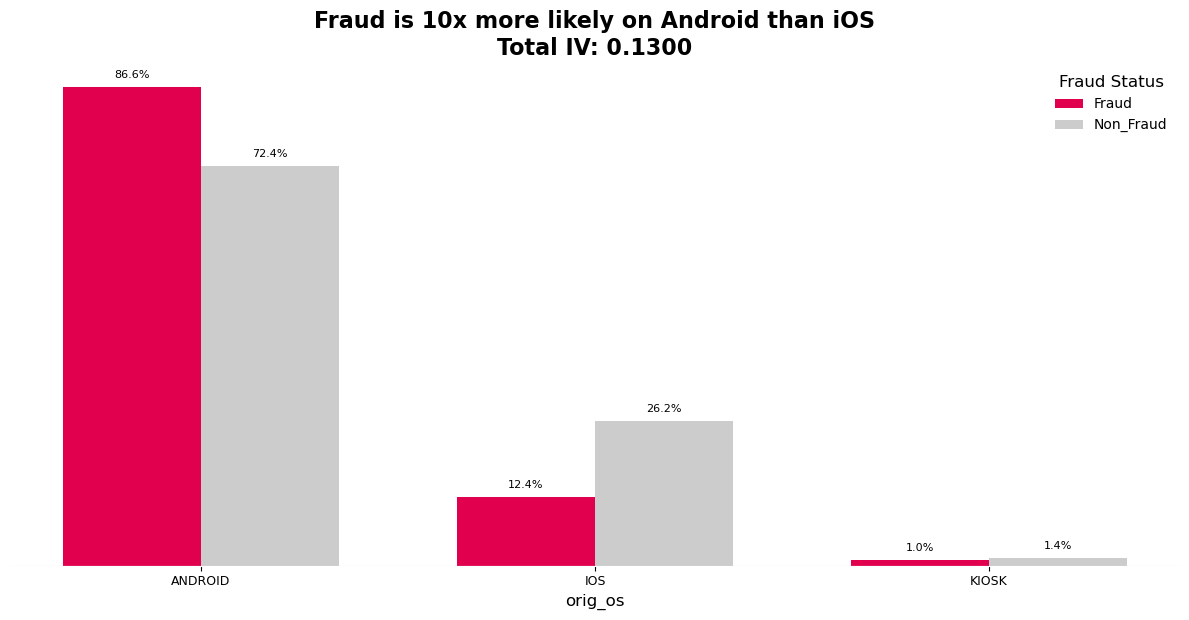 Fraud is 10x more likely on Android than iOS
Total IV: 0.1300
Fraud Status
Fraud
Non_Fraud
86.6%
72.4%
12.4%
26.2%
1.0%
1.4%
ANDROID
IOS
KIOSK
orig_os